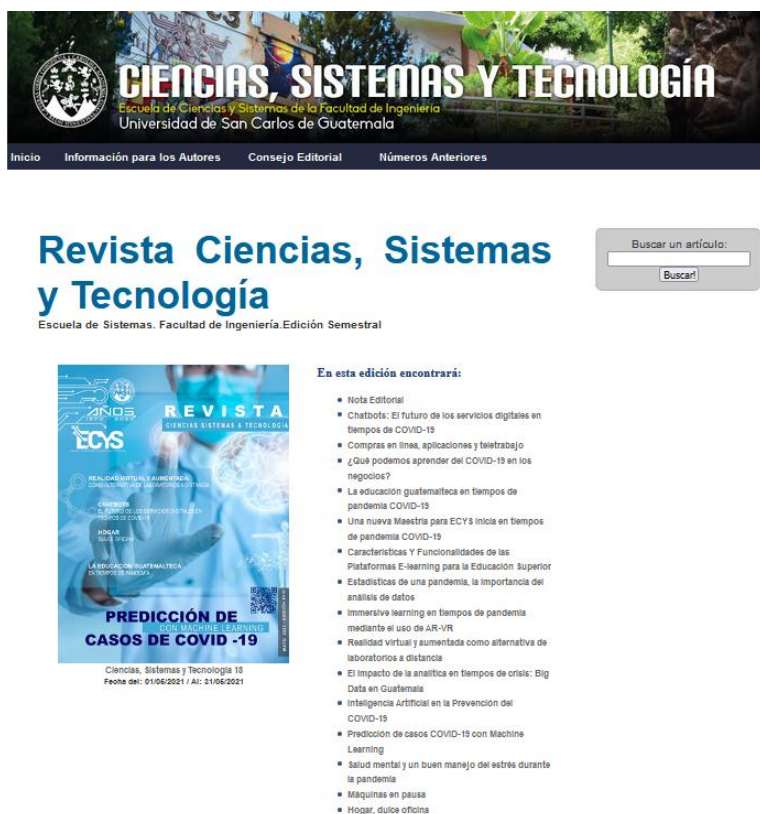 CIENCIAS, SISTEMAS Y TECNOLOGÍA
Escuela de Ciencias y Sistemas de la Facultad de Ingeniería
Universidad de San Carlos de Guatemala
Inicio Información para los Autores Consejo Editorial Números Anteriores
Revista Ciencias, Sistemas
y Tecnología
Escuela de Sistemas. Facultad de Ingeniería.Edición Semestral
Buscar un artículo:
Buscar!
AÑOS
ECYS
REVISTA
CIENCIAS SISTEMAS & TECNOLOGÍA
REALIDAD VIRTUAL Y AUMENTADA
COMO ALTERNATIVA DE LABORATORIOS A DISTANCIA
CHATBOTS
EL FUTURO DE LOS SERVICIOS DIGITALES EN
TIEMPOS DE COVID-19
HOGAR
DULCE OFICINA
LA EDUCACIÓN GUATEMALTECA
EN TIEMPOS DE PANDEMIA
PREDICCIÓN DE
CON MACHINE LEARNING
CASOS DE COVID -19
Ciencias, Sistemas y Tecnología 18
Fecha del: 01/05/2021 / Al: 31/05/2021
En esta edición encontrará:
Nota Editorial
Chatbots: El futuro de los servicios digitales en
tiempos de COVID-19
Compras en línea, aplicaciones y teletrabajo
¿Qué podemos aprender del COVID-19 en los
negocios?
La educación guatemalteca en tiempos de
pandemia COVID-19
Una nueva Maestría para ECYS inicia en tiempos
de pandemia COVID-19
Características Y Funcionalidades de las
Plataformas E-learning para la Educación Superior
Estadísticas de una pandemia, la importancia del
análisis de datos
Immersive learning en tiempos de pandemia
mediante el uso de AR-VR
Realidad virtual y aumentada como alternativa de
laboratorios a distancia
El impacto de la analítica en tiempos de crisis: Big
Data en Guatemala
Inteligencia Artificial en la Prevención del
COVID-19
Predicción de casos COVID-19 con Machine
Learning
Salud mental y un buen manejo del estrés durante
la pandemia
Máquinas en pausa
Hogar, dulce oficina